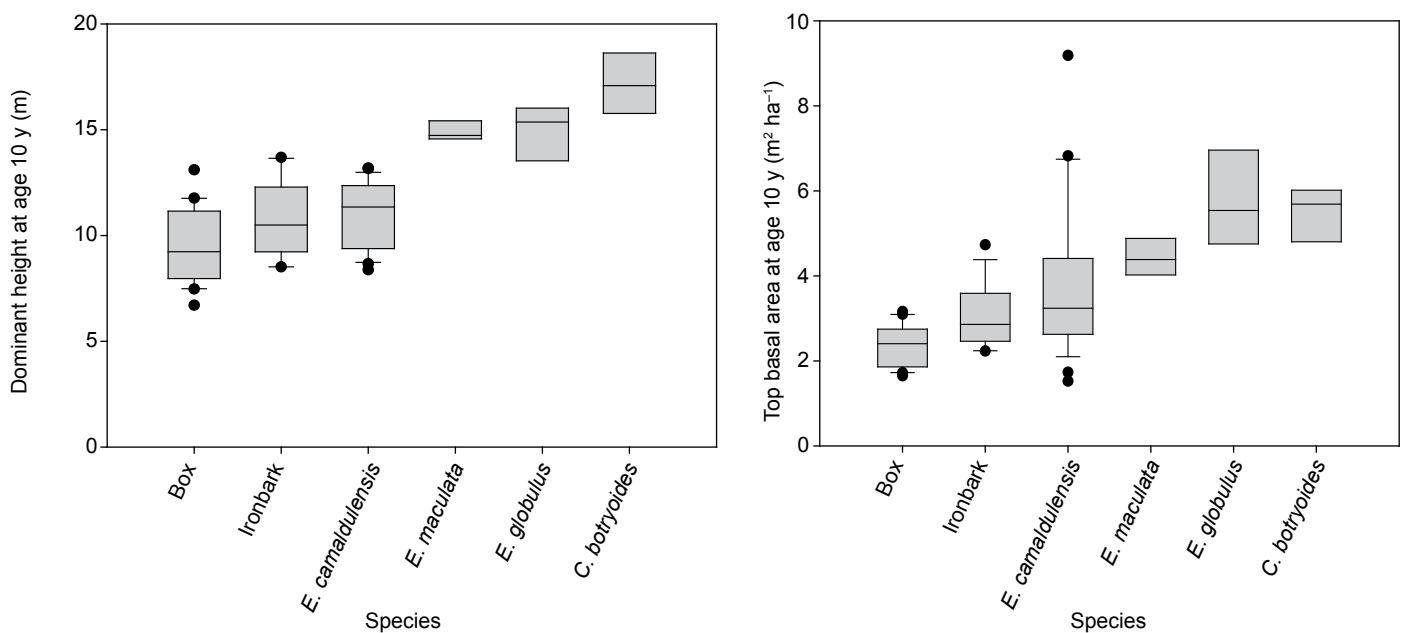 Dominant height at age 10 y (m)
20
15
10
5
0
Box
Ironbark
E. camaldulensis
E. maculata
E. globulus
C. botryoides
Species
Top basal area at age 10 y (m² ha⁻¹)
10
8
6
4
2
0
Box
Ironbark
E. camaldulensis
E. maculata
E. globulus
C. botryoides
Species